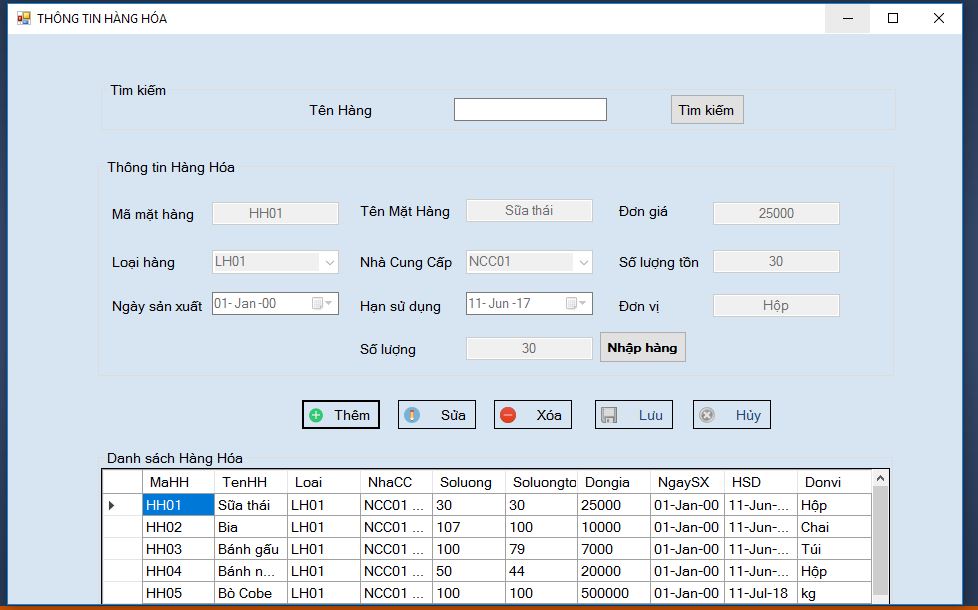 THÔNG TIN HÀNG HÓA
Tìm kiếm
Tên Hàng Tìm kiếm
Thông tin Hàng Hóa
Mã mặt hàng HH01 Tên Mặt Hàng Sữa thái Đơn giá 25000
Loại hàng LH01 Nhà Cung Cấp NCC01 Số lượng tồn 30
Ngày sản xuất 01- Jan -00 Hạn sử dụng 11- Jun -17 Đơn vị Hộp
Số lượng 30 Nhập hàng
Thêm Sửa Xóa Lưu Hủy
Danh sách Hàng Hóa
MaHH TenHH Loai NhaCC Soluong Soluongto Dongia NgaySX HSD Donvi
HH01 Sữa thái LH01 NCC01 ... 30 30 25000 01-Jan-00 11-Jun-... Hộp
HH02 Bia LH01 NCC01 ... 107 100 10000 01-Jan-00 11-Jun-... Chai
HH03 Bánh gấu LH01 NCC01 ... 100 79 7000 01-Jan-00 11-Jun-... Túi
HH04 Bánh n... LH01 NCC01 ... 50 44 20000 01-Jan-00 11-Jun-... Hộp
HH05 Bò Cobe LH01 NCC01 ... 100 100 500000 01-Jan-00 11-Jul-18 kg